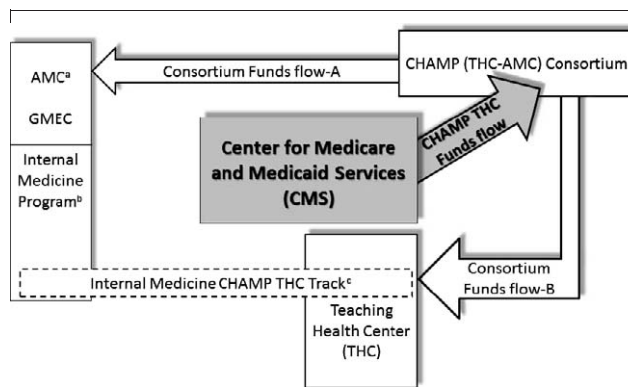 AMCᵃ
GMEC
Internal
Medicine
Programᵇ
Consortium Funds flow-A
CHAMP (THC-AMC) Consortium
CHAMP THC
Funds flow
Center for Medicare
and Medicaid Services
(CMS)
Consortium
Funds flow-B
Internal Medicine CHAMP THC Trackᶜ
Teaching
Health Center
(THC)